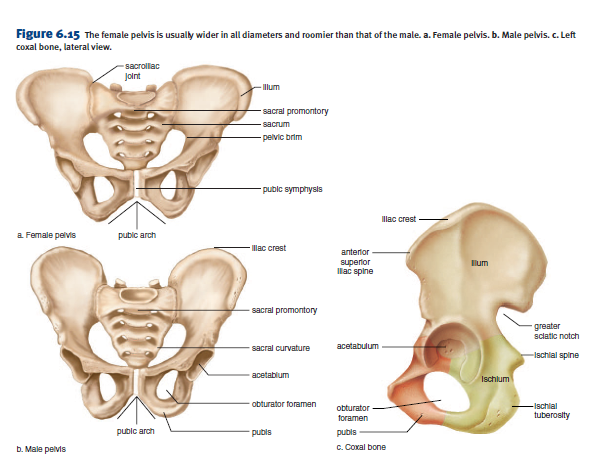 Figure 6.15 The female pelvis is usually wider in all diameters and roomier than that of the male. a. Female pelvis. b. Male pelvis. c. Left
coxal bone, lateral view.
sacroiliac
joint
ilium
sacral promontory
sacrum
pelvic brim
pubic symphysis
a. Female pelvis
pubic arch
iliac crest
sacral promontory
sacral curvature
acetablum
obturator foramen
pubis
pubic arch
b. Male pelvis
iliac crest
anterior
superior
iliac spine
ilium
greater
sciatic notch
acetabulum
ischial spine
ischium
obturator
foramen
ischial
tuberosity
pubis
c. Coxal bone